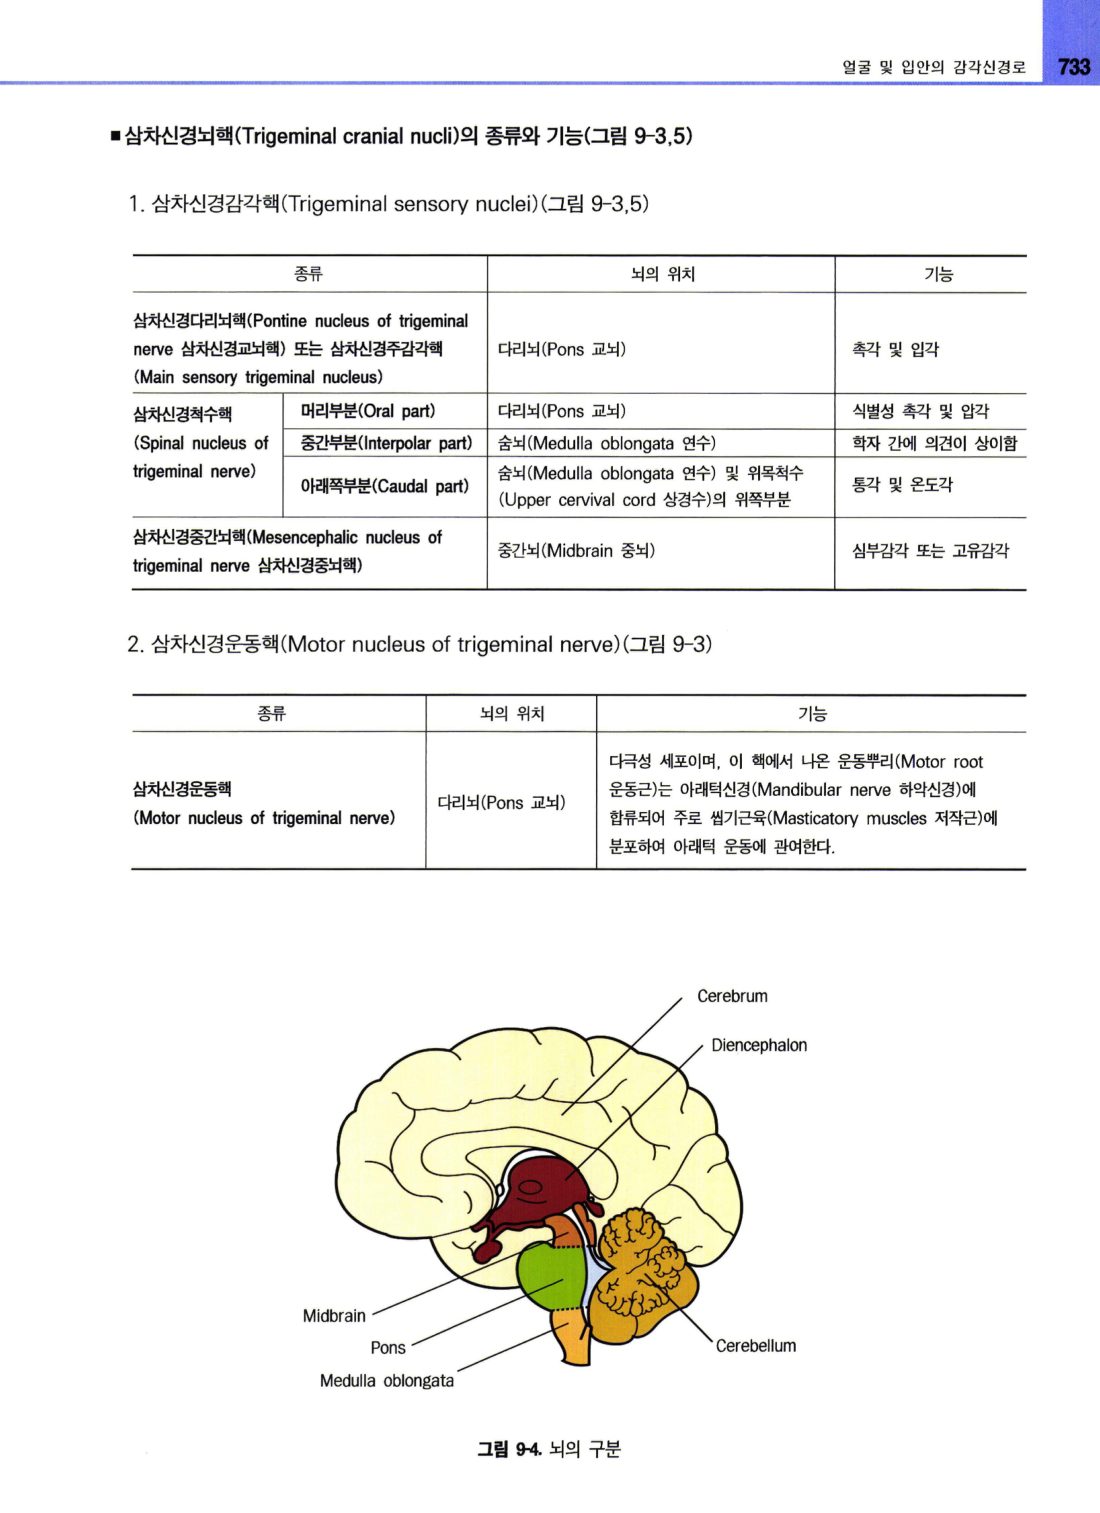 얼굴 및 입안의 감각신경로 733
■ 삼차신경뇌핵(Trigeminal cranial nucli)의 종류와 기능(그림 9-3,5)
1. 삼차신경감각핵(Trigeminal sensory nuclei)(그림 9-3,5)
종류 뇌의 위치 기능
삼차신경다리뇌핵(Pontine nucleus of trigeminal
nerve 삼차신경교뇌핵) 또는 삼차신경주감각핵
(Main sensory trigeminal nucleus)
다리뇌(Pons 교뇌)
촉각 및 입각
삼차신경척수핵
(Spinal nucleus of
trigeminal nerve)
머리부분(Oral part) 다리뇌(Pons 교뇌) 식별성 촉각 및 압각
중간부분(Interpolar part) 숨뇌(Medulla oblongata 연수) 학자 간에 의견이 상이함
아래쪽부분(Caudal part)
숨뇌(Medulla oblongata 연수) 및 위목척수
(Upper cervival cord 상경수)의 위쪽부분
통각 및 온도각
삼차신경중간뇌핵(Mesencephalic nucleus of
trigeminal nerve 삼차신경중뇌핵)
중간뇌(Midbrain 중뇌)
심부감각 또는 고유감각
2. 삼차신경운동핵(Motor nucleus of trigeminal nerve)(그림 9-3)
종류 뇌의 위치 기능
삼차신경운동핵
(Motor nucleus of trigeminal nerve)
다리뇌(Pons 교뇌)
다극성 세포이며, 이 핵에서 나온 운동뿌리(Motor root
운동근)는 아래턱신경(Mandibular nerve 하악신경)에
합류되어 주로 씹기근육(Masticatory muscles 저작근)에
분포하여 아래턱 운동에 관여한다.
Cerebrum
Diencephalon
Midbrain
Pons
Cerebellum
Medulla oblongata
그림 9-4. 뇌의 구분